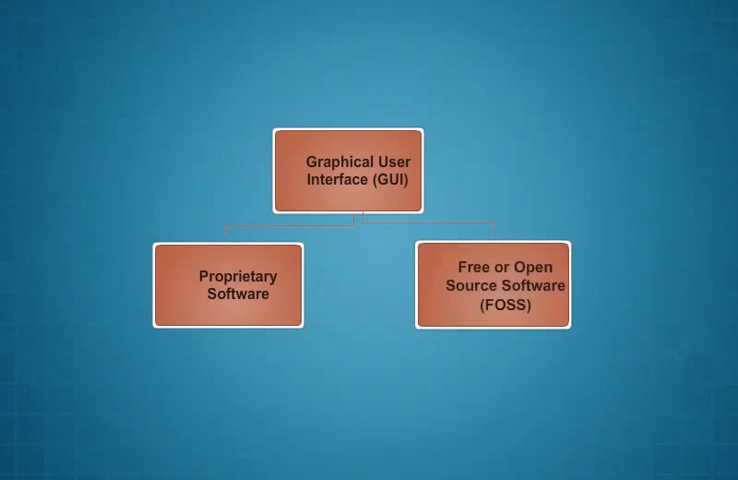 Graphical User
Interface (GUI)
Proprietary
Software
Free or Open
Source Software
(FOSS)